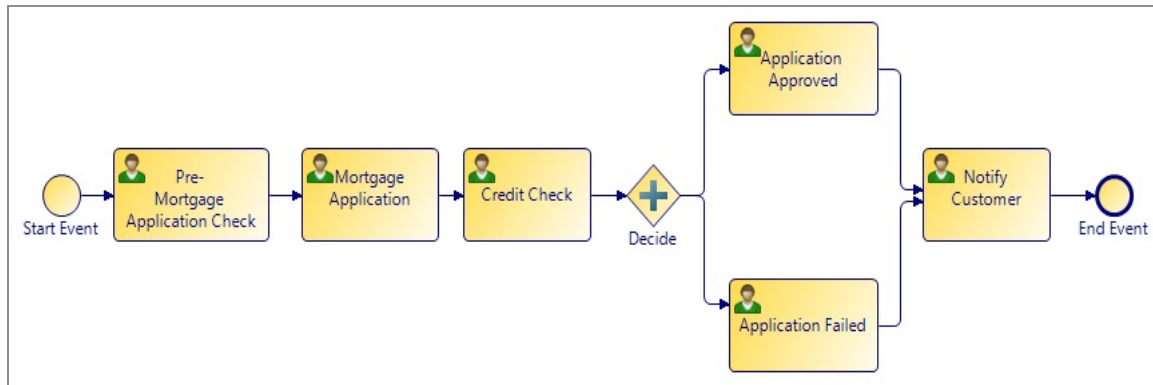 Start Event
Pre-
Mortgage
Application Check
Mortgage
Application
Credit Check
Decide
Application
Approved
Application Failed
Notify
Customer
End Event